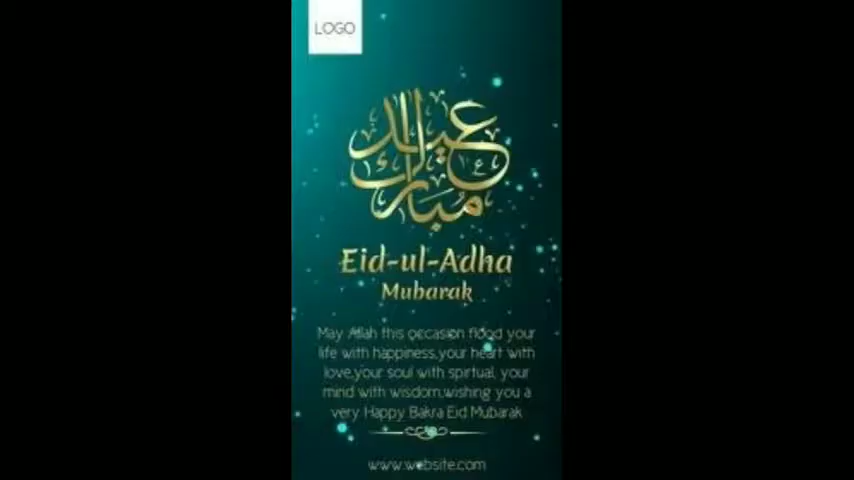 LOGO
عيد
مبارك
Eid-ul-Adha
Mubarak
May Allah this occasion flood your
life with happiness,your heart with
love,your soul with spirtual, your
mind with wisdom,wishing you a
very Happy Bakra Eid Mubarak
www.website.com